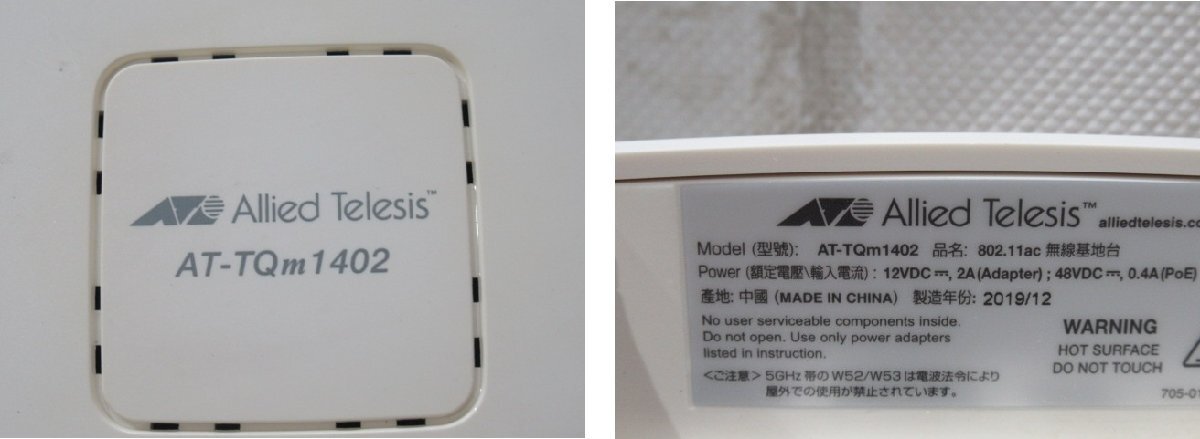 Allied Telesis™
AT-TQm1402
Allied Telesis™ alliedtelesis.co
Model (型號): AT-TQm1402 品名: 802.11ac 無線基地台
Power (額定電壓\輸入電流) : 12VDC ⎓, 2A(Adapter) ; 48VDC ⎓, 0.4A(PoE)
產地: 中國 (MADE IN CHINA) 製造年份: 2019/12
No user serviceable components inside.
Do not open. Use only power adapters
listed in instruction.
WARNING
HOT SURFACE
DO NOT TOUCH
<ご注意> 5GHz 帯の W52/W53 は電波法令により
屋外での使用が禁止されています。
705-01